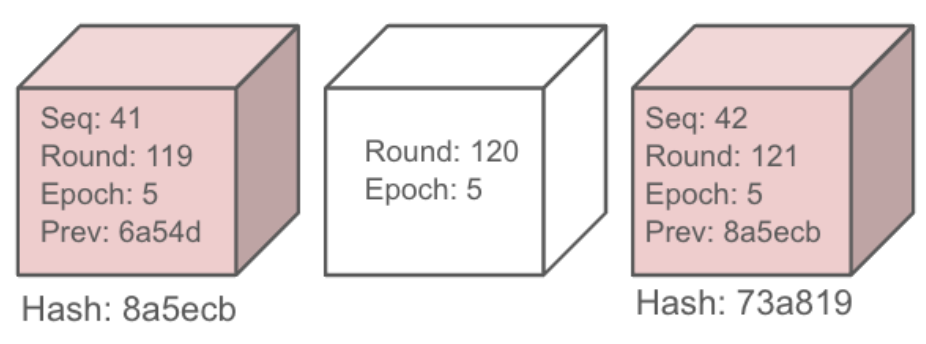 Seq: 41
Round: 119
Epoch: 5
Prev: 6a54d
Hash: 8a5ecb
Round: 120
Epoch: 5
Seq: 42
Round: 121
Epoch: 5
Prev: 8a5ecb
Hash: 73a819